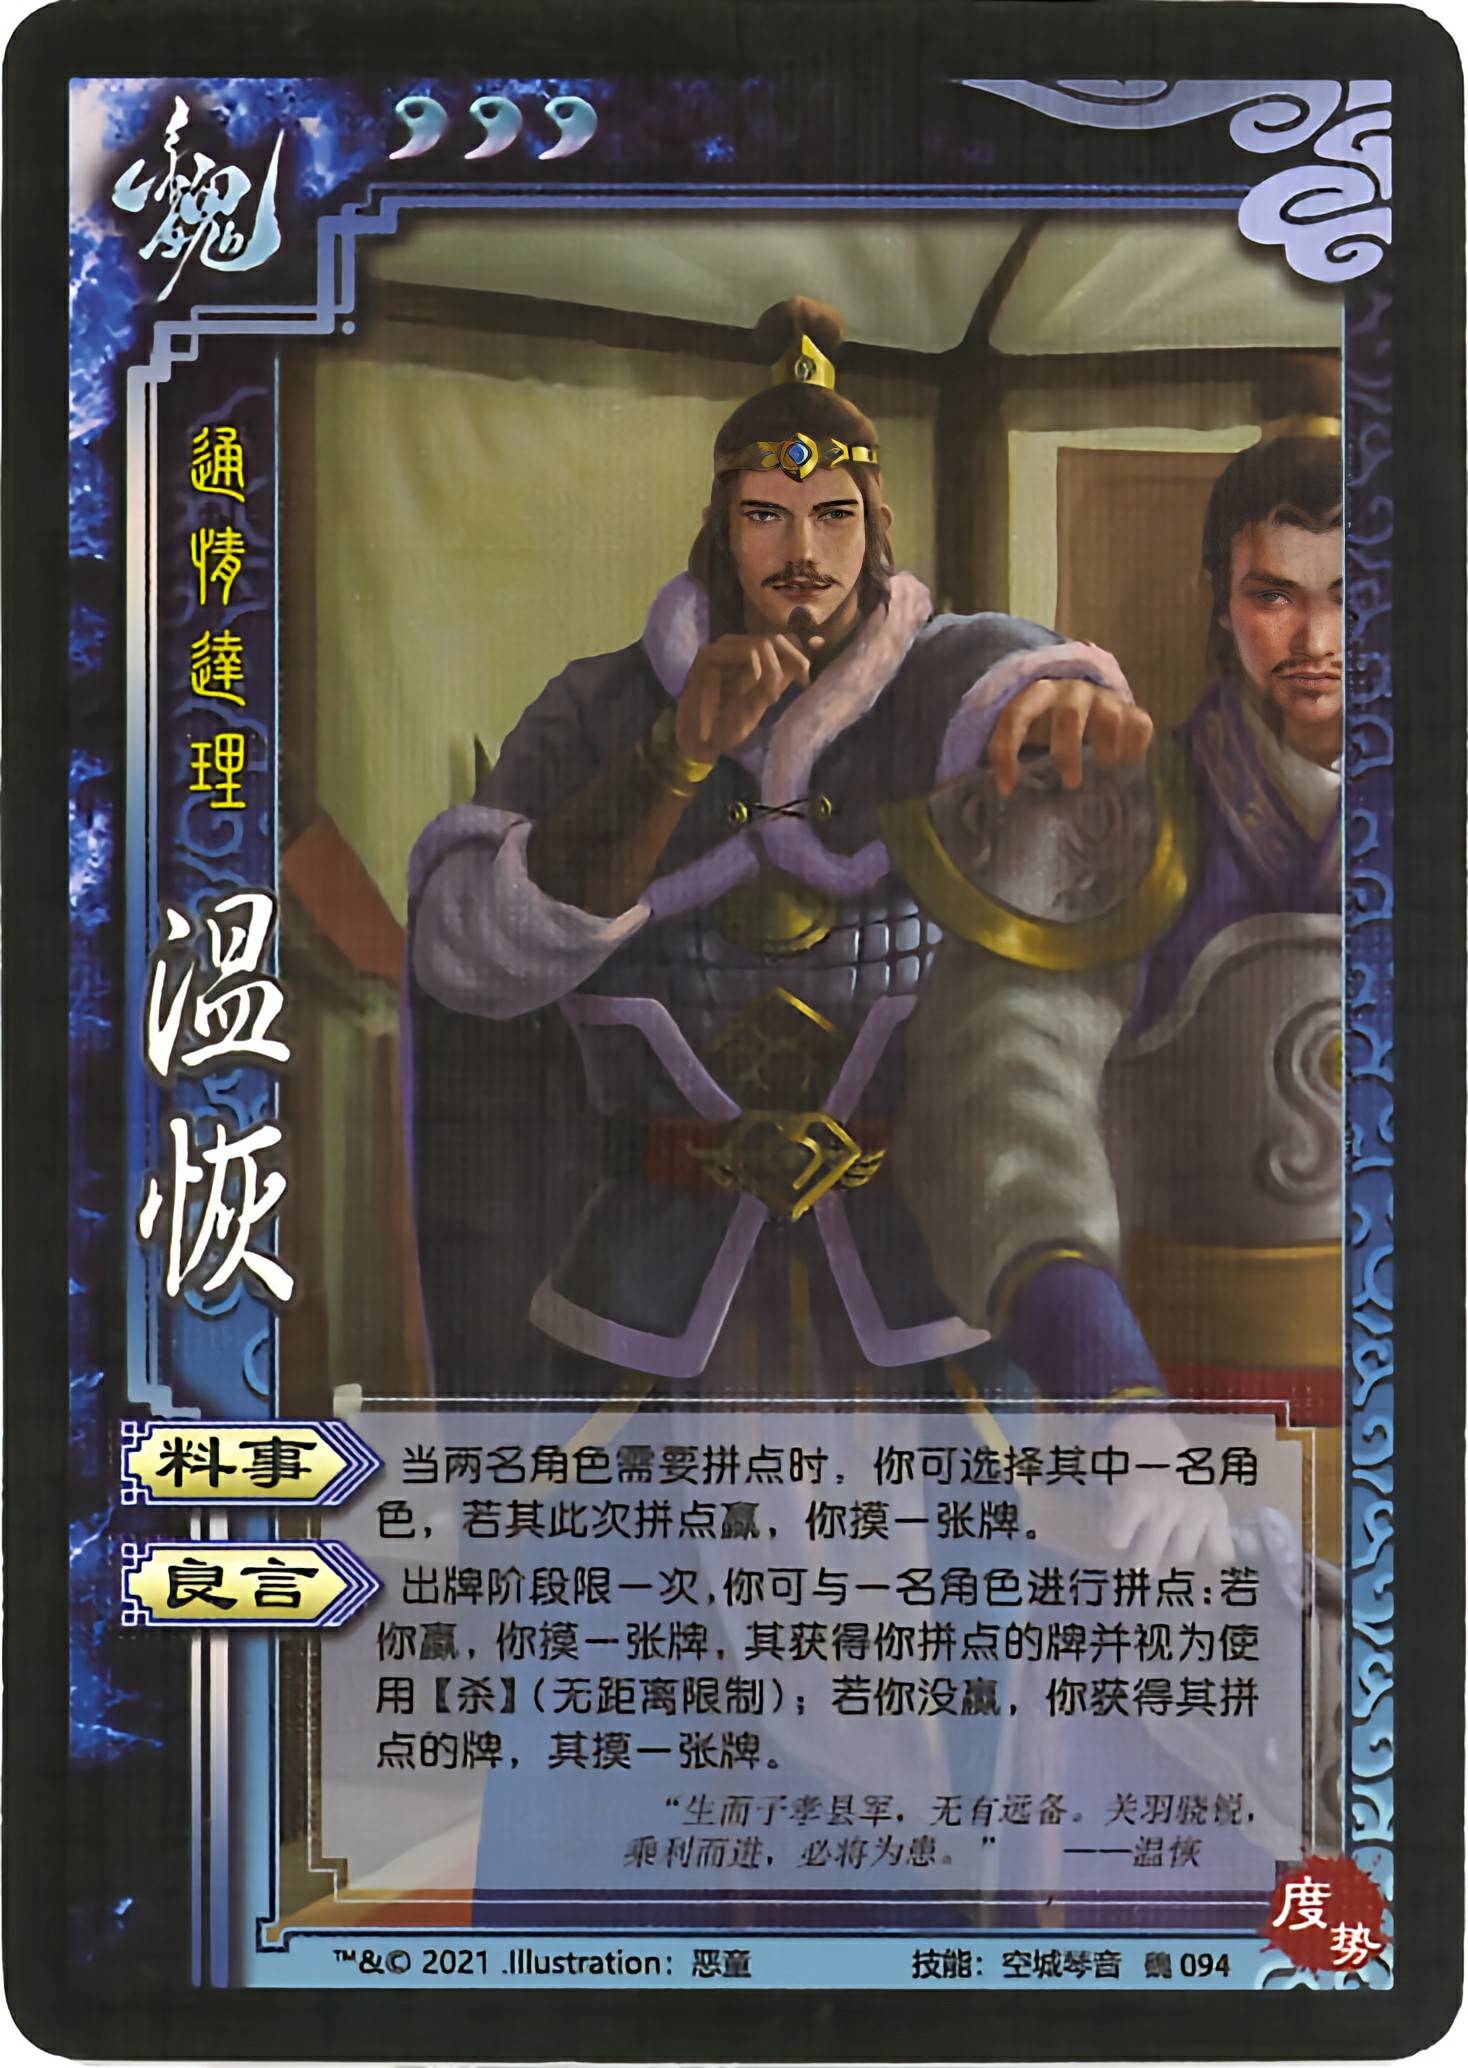 魏
通情達理
温恢
料事
当两名角色需要拼点时，你可选择其中一名角
色，若其此次拼点赢，你摸一张牌。
良言
出牌阶段限一次，你可与一名角色进行拼点：若
你赢，你摸一张牌，其获得你拼点的牌并视为使
用【杀】（无距离限制）；若你没赢，你获得其拼
点的牌，其摸一张牌。
“生而子孝县军，无有远备。关羽骁锐，
乘利而进，必将为患。”——温恢
度势
™&© 2021 .Illustration：恶童
技能：空城琴音 魏 094